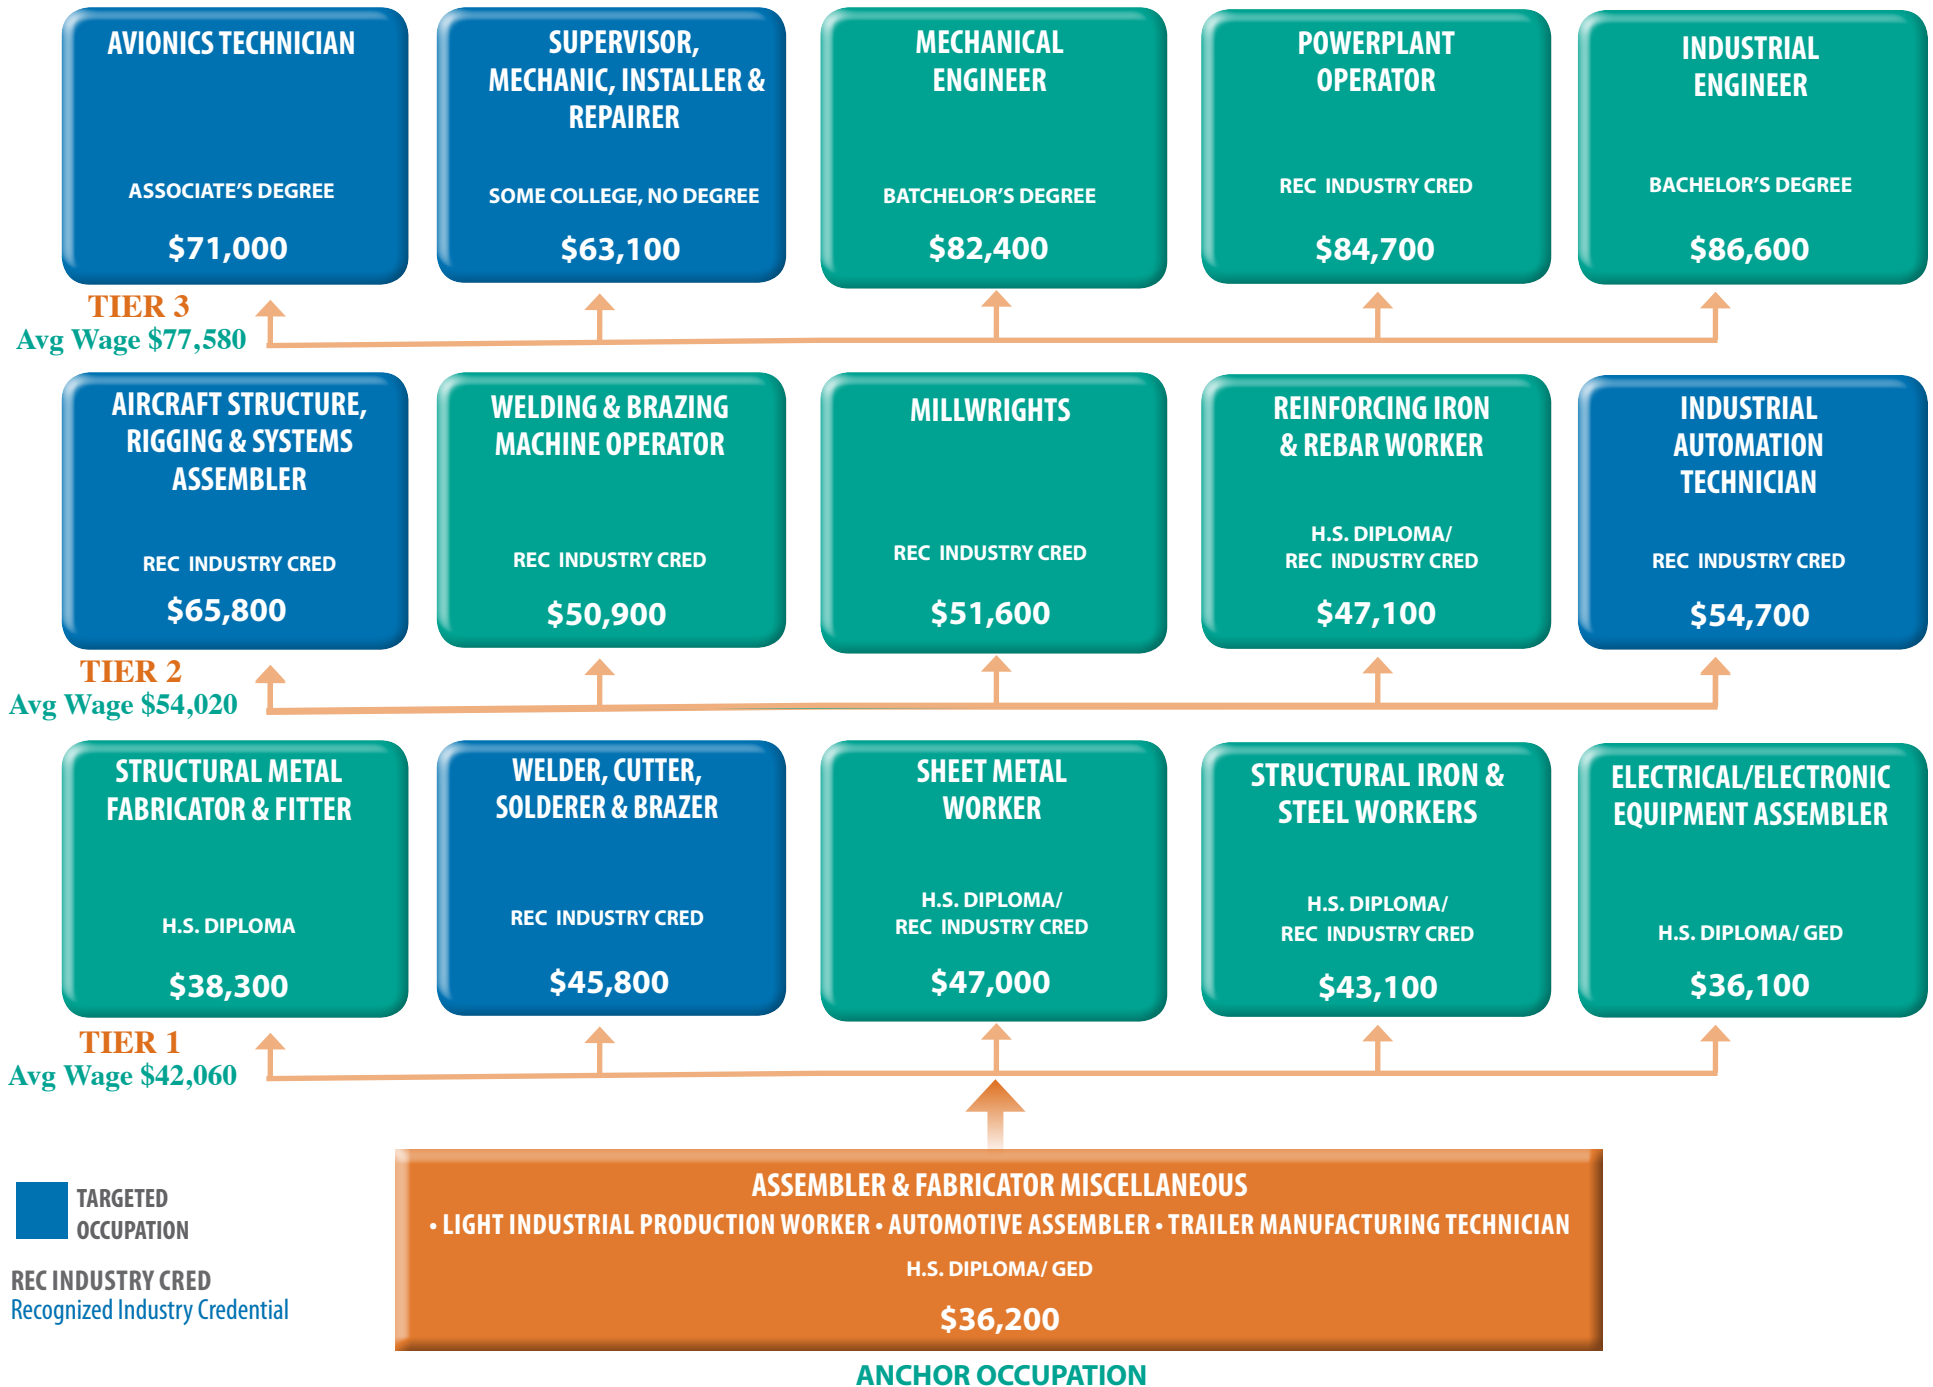 AVIONICS TECHNICIAN
ASSOCIATE'S DEGREE
$71,000
SUPERVISOR,
MECHANIC, INSTALLER &
REPAIRER
SOME COLLEGE, NO DEGREE
$63,100
MECHANICAL
ENGINEER
BATCHELOR'S DEGREE
$82,400
POWERPLANT
OPERATOR
REC INDUSTRY CRED
$84,700
INDUSTRIAL
ENGINEER
BACHELOR'S DEGREE
$86,600
TIER 3
Avg Wage $77,580
AIRCRAFT STRUCTURE,
RIGGING & SYSTEMS
ASSEMBLER
REC INDUSTRY CRED
$65,800
WELDING & BRAZING
MACHINE OPERATOR
REC INDUSTRY CRED
$50,900
MILLWRIGHTS
REC INDUSTRY CRED
$51,600
REINFORCING IRON
& REBAR WORKER
H.S. DIPLOMA/
REC INDUSTRY CRED
$47,100
INDUSTRIAL
AUTOMATION
TECHNICIAN
REC INDUSTRY CRED
$54,700
TIER 2
Avg Wage $54,020
STRUCTURAL METAL
FABRICATOR & FITTER
H.S. DIPLOMA
$38,300
WELDER, CUTTER,
SOLDERER & BRAZER
REC INDUSTRY CRED
$45,800
SHEET METAL
WORKER
H.S. DIPLOMA/
REC INDUSTRY CRED
$47,000
STRUCTURAL IRON &
STEEL WORKERS
H.S. DIPLOMA/
REC INDUSTRY CRED
$43,100
ELECTRICAL/ELECTRONIC
EQUIPMENT ASSEMBLER
H.S. DIPLOMA/ GED
$36,100
TIER 1
Avg Wage $42,060
TARGETED
OCCUPATION
REC INDUSTRY CRED
Recognized Industry Credential
ASSEMBLER & FABRICATOR MISCELLANEOUS
• LIGHT INDUSTRIAL PRODUCTION WORKER • AUTOMOTIVE ASSEMBLER • TRAILER MANUFACTURING TECHNICIAN
H.S. DIPLOMA/ GED
$36,200
ANCHOR OCCUPATION